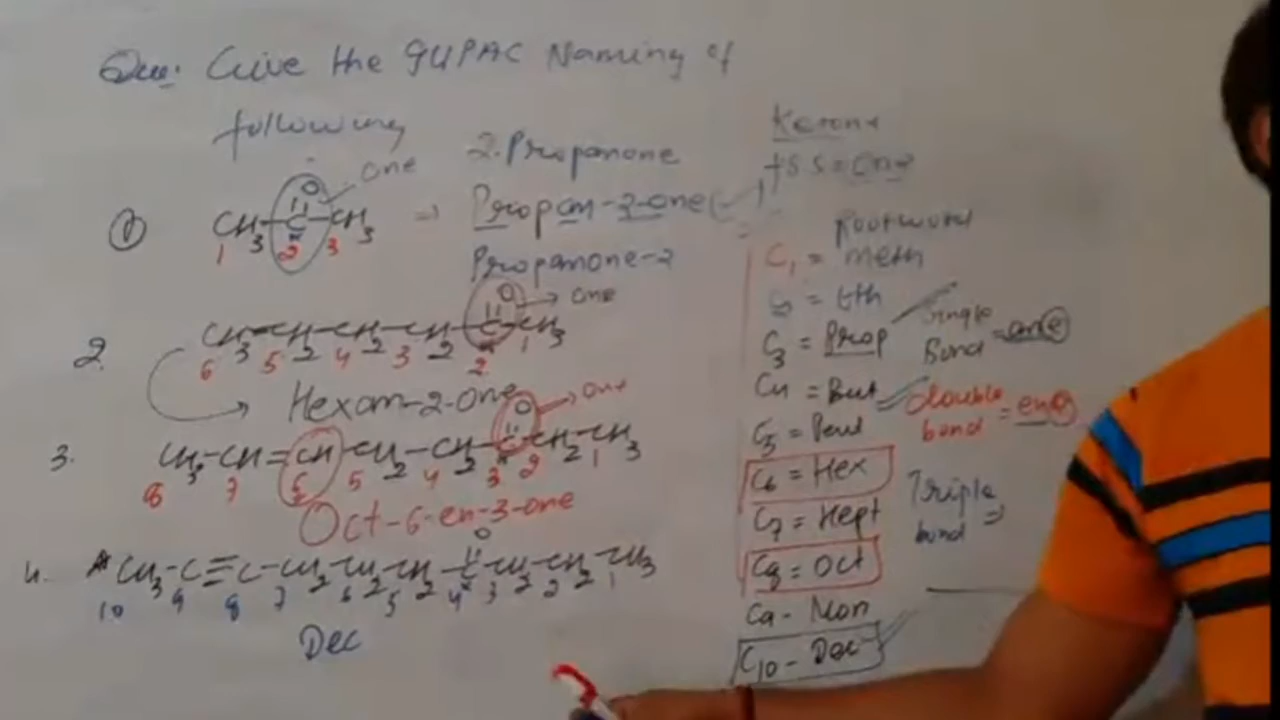 Que. Give the IUPAC Naming of
following
① CH3-C-CH3 ⇒ Propan-2-one
O
one
1 2 3
2-Propanone
Propanone-2
2. CH3-CH2-CH2-CH2-C-CH3
O
one
6 5 4 3 2 1
Hexan-2-one
3. CH3-CH=CH-CH2-CH2-C-CH2-CH3
O
one
8 7 6 5 4 3 2 1
Oct-6-en-3-one
4. CH3-C≡C-CH2-CH2-CH2-C-CH2-CH2-CH3
O
10 9 8 7 6 5 4 3 2 1
Dec
Rootword
C1 = Meth
= Eth
C3 = Prop
C4 = But
C5 = Pent
C6 = Hex
C7 = Hept
C8 = Oct
C9 - Non
C10 - Dec
Single
Bond = ane
double
bond = ene
Triple
bond =